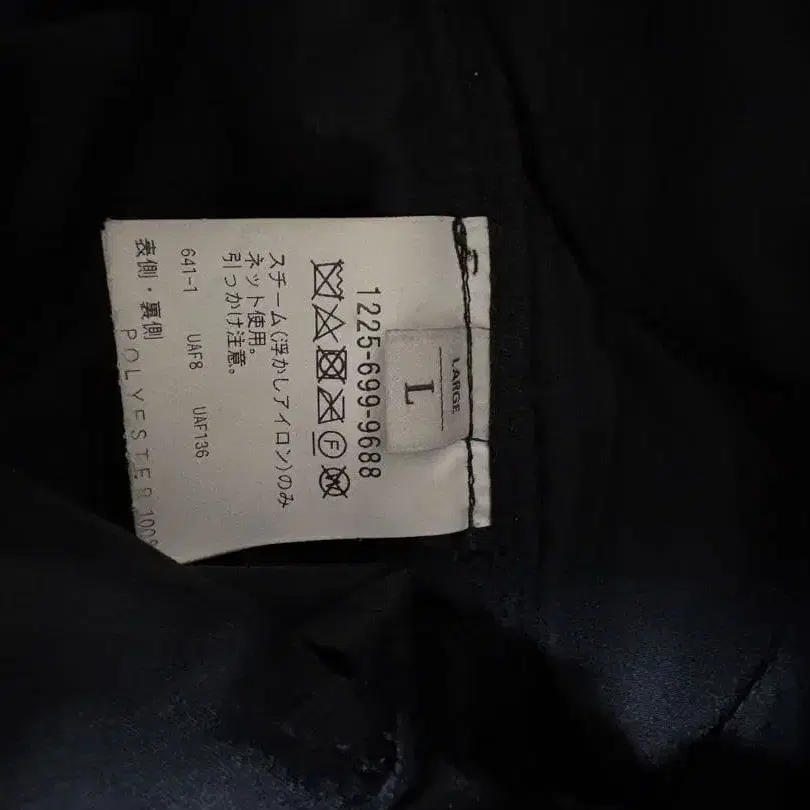 LARGE
L
1225-699-9688
F
W
スチーム(浮かしアイロン)のみ
ネット使用。
引っかけ注意。
641-1 UAF8 UAF136
表側・裏側
POLYESTER 100%